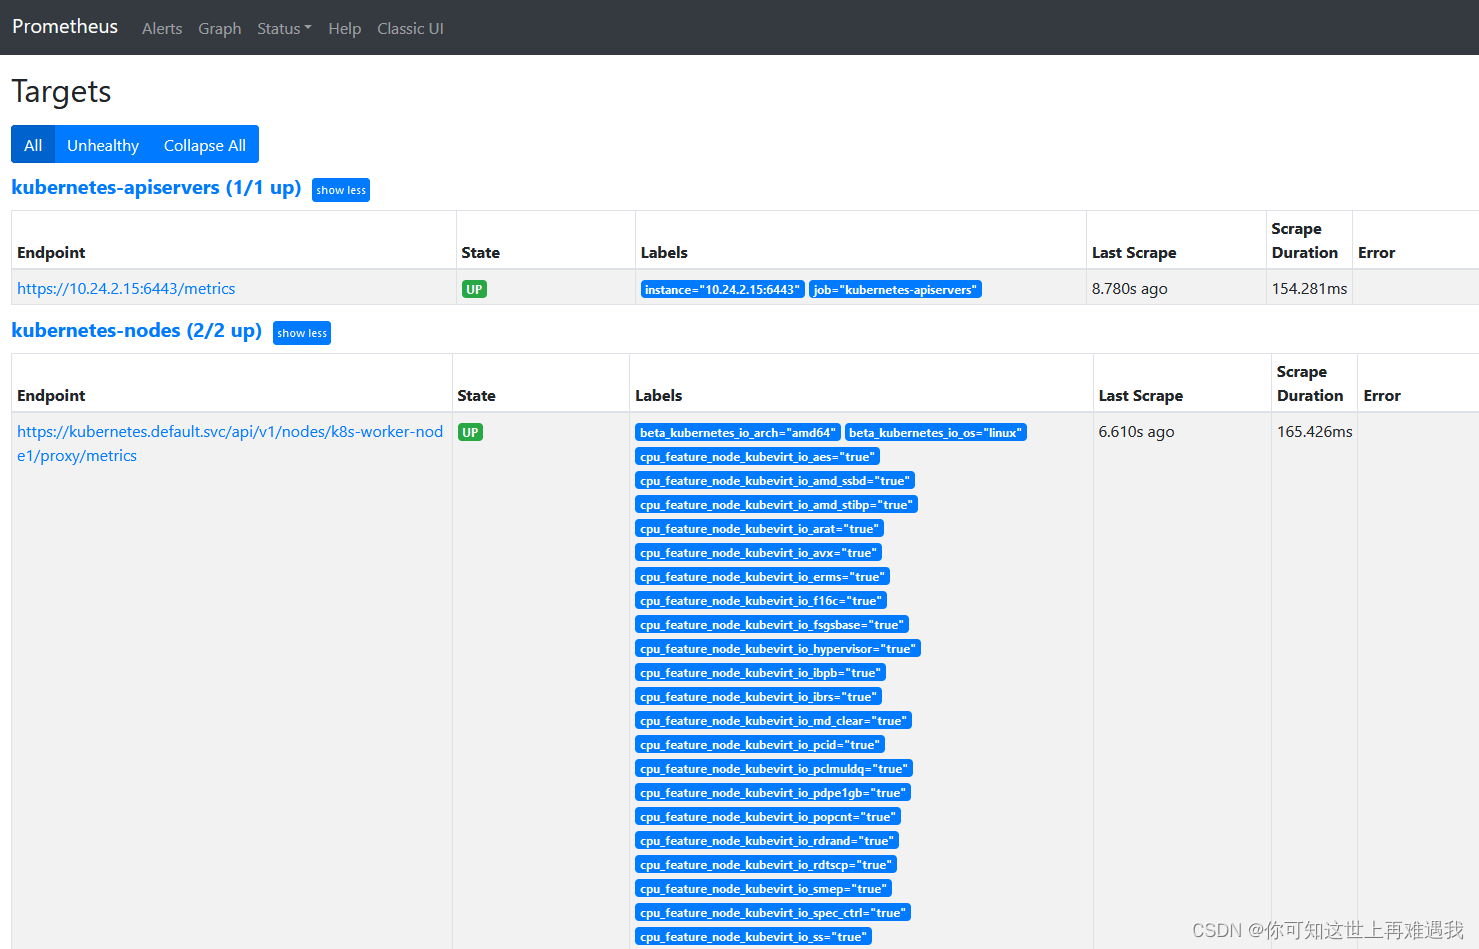 Prometheus Alerts Graph Status Help Classic UI
Targets
All Unhealthy Collapse All
kubernetes-apiservers (1/1 up) show less
Endpoint State Labels Last Scrape Scrape Duration Error
https://10.24.2.15:6443/metrics UP instance="10.24.2.15:6443" job="kubernetes-apiservers" 8.780s ago 154.281ms
kubernetes-nodes (2/2 up) show less
Endpoint State Labels Last Scrape Scrape Duration Error
https://kubernetes.default.svc/api/v1/nodes/k8s-worker-nod UP beta_kubernetes_io_arch="amd64" beta_kubernetes_io_os="linux" 6.610s ago 165.426ms
e1/proxy/metrics cpu_feature_node_kubevirt_io_aes="true"
cpu_feature_node_kubevirt_io_amd_ssbd="true"
cpu_feature_node_kubevirt_io_amd_stibp="true"
cpu_feature_node_kubevirt_io_arat="true"
cpu_feature_node_kubevirt_io_avx="true"
cpu_feature_node_kubevirt_io_erms="true"
cpu_feature_node_kubevirt_io_f16c="true"
cpu_feature_node_kubevirt_io_fsgsbase="true"
cpu_feature_node_kubevirt_io_hypervisor="true"
cpu_feature_node_kubevirt_io_ibpb="true"
cpu_feature_node_kubevirt_io_ibrs="true"
cpu_feature_node_kubevirt_io_md_clear="true"
cpu_feature_node_kubevirt_io_pcid="true"
cpu_feature_node_kubevirt_io_pclmuldq="true"
cpu_feature_node_kubevirt_io_pdpe1gb="true"
cpu_feature_node_kubevirt_io_popcnt="true"
cpu_feature_node_kubevirt_io_rdrand="true"
cpu_feature_node_kubevirt_io_rdtscp="true"
cpu_feature_node_kubevirt_io_smep="true"
cpu_feature_node_kubevirt_io_spec_ctrl="true"
cpu_feature_node_kubevirt_io_ss="true"
CSDN @你可知这世上再难遇我